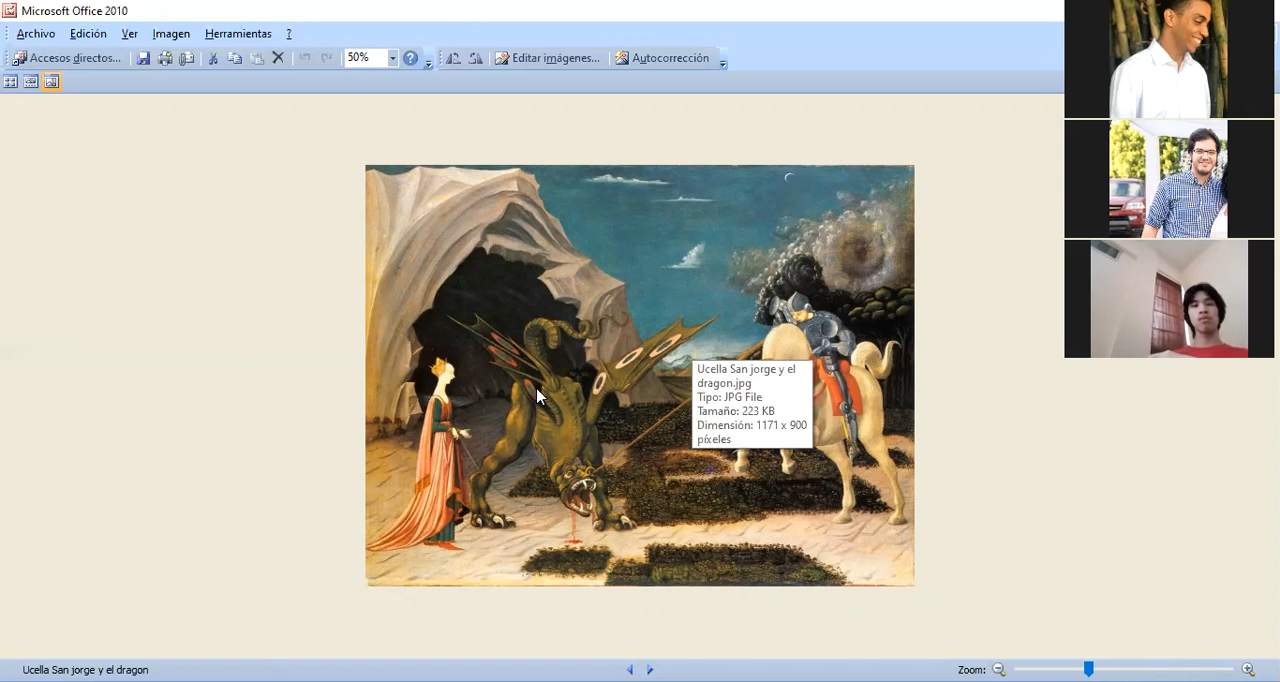 Microsoft Office 2010
Archivo Edición Ver Imagen Herramientas ?
Accesos directos... 50% Editar imágenes... Autocorrección
Ucella San jorge y el
dragon.jpg
Tipo: JPG File
Tamaño: 223 KB
Dimensión: 1171 x 900
píxeles
Ucella San jorge y el dragon Zoom: